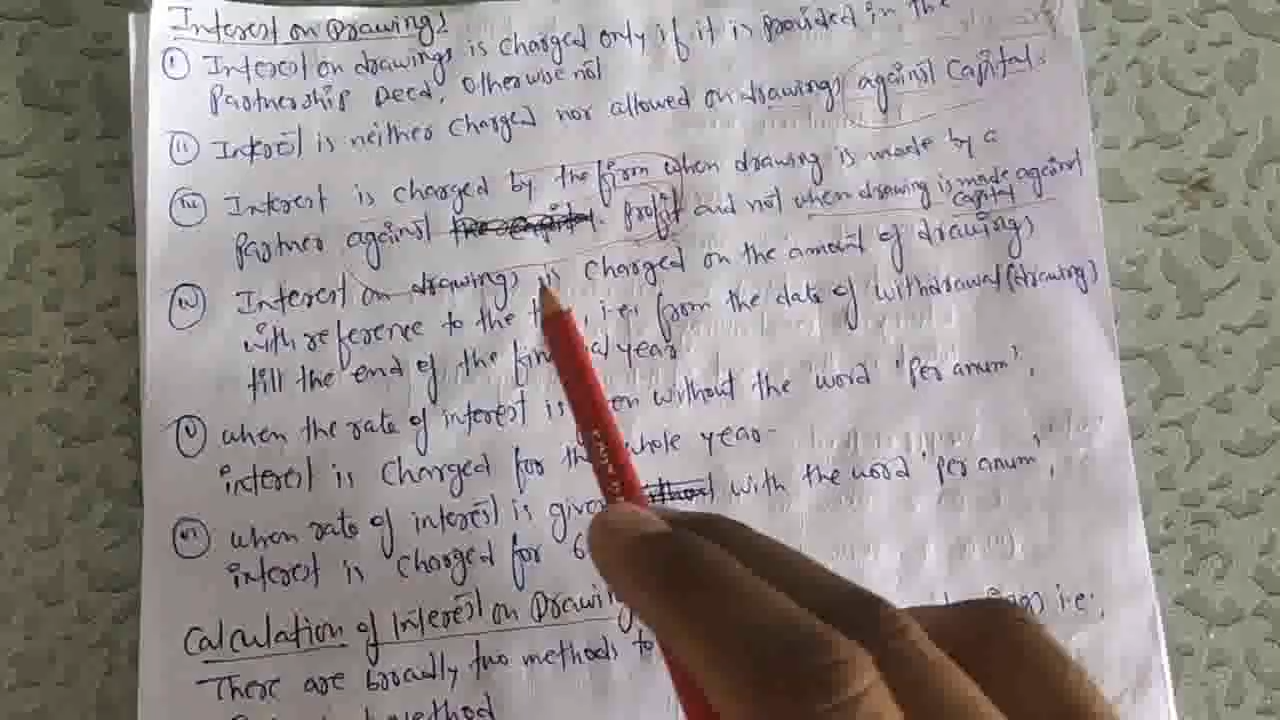 Interest on Drawings
(i) Interest on drawings is charged only if it is provided in the
Partnership Deed, otherwise not
(ii) Interest is neither charged nor allowed on drawings against Capital.
(iii) Interest is charged by the firm when drawing is made by a
Partner against Profit and not when drawing is made against
capital
(iv) Interest on drawings is charged on the amount of drawings
with reference to the t , i.e. from the date of withdrawal (drawing)
till the end of the fin al year
(v) when the rate of interest is en without the word 'Per anum',
interest is charged for th whole year-
(vi) when rate of interest is given with the word 'per anum',
interest is charged for 6
Calculation of Interest on Drawing i.e.
There are broadly two methods to
method